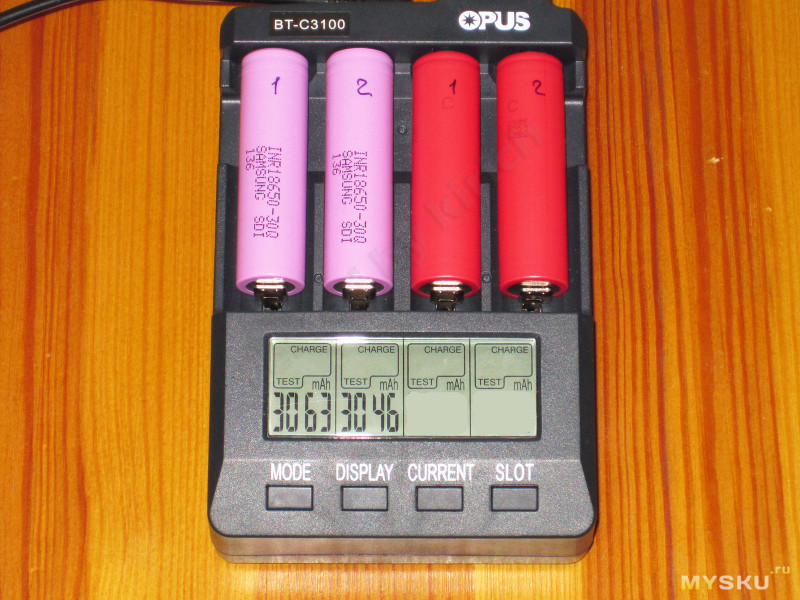 BT-C3100
OPUS
1
2
1
2
C
C
INR18650-30Q
SAMSUNG SDI
136
INR18650-30Q
SAMSUNG SDI
136
CHARGE CHARGE CHARGE CHARGE
TEST mAh TEST mAh TEST mAh TEST mAh
3063 3046
MODE DISPLAY CURRENT SLOT
MYSKU.ru